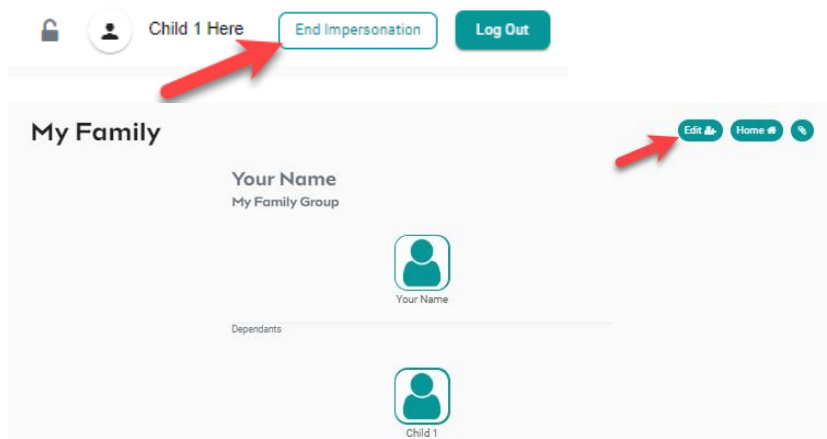 Child 1 Here End Impersonation Log Out
My Family Edit Home
Your Name
My Family Group
Your Name
Dependants
Child 1